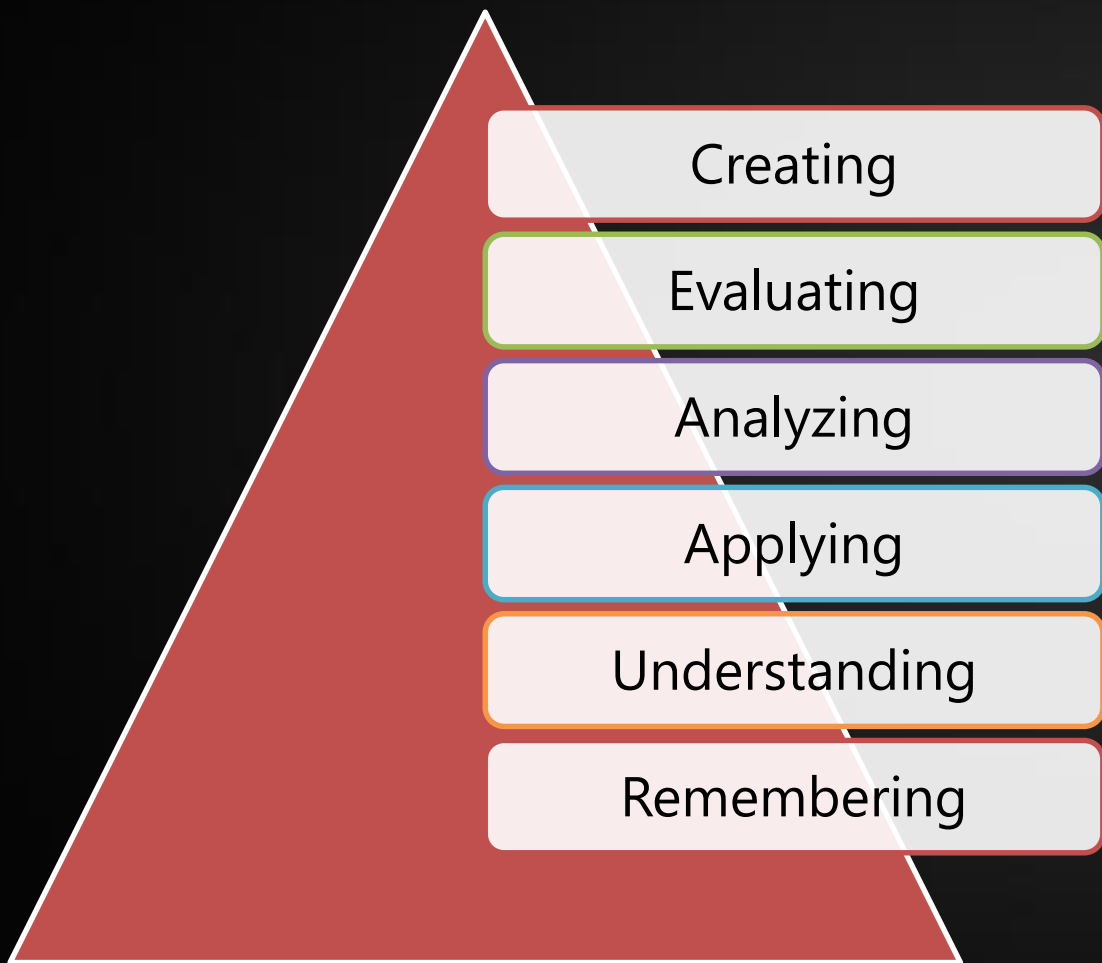 Creating
Evaluating
Analyzing
Applying
Understanding
Remembering